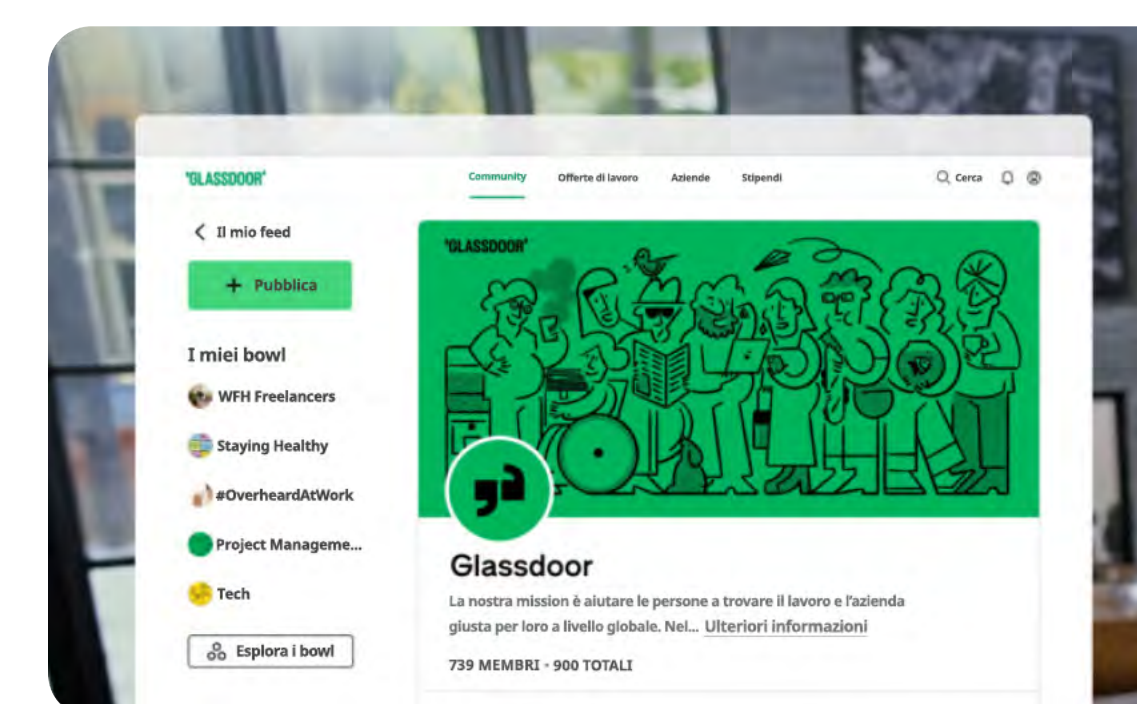 'GLASSDOOR'
Community Offerte di lavoro Aziende Stipendi
Cerca
Il mio feed
+ Pubblica
I miei bowl
WFH Freelancers
Staying Healthy
#OverheardAtWork
Project Manageme...
Tech
Esplora i bowl
'GLASSDOOR'
Glassdoor
La nostra mission è aiutare le persone a trovare il lavoro e l'azienda
giusta per loro a livello globale. Nel... Ulteriori informazioni
739 MEMBRI • 900 TOTALI